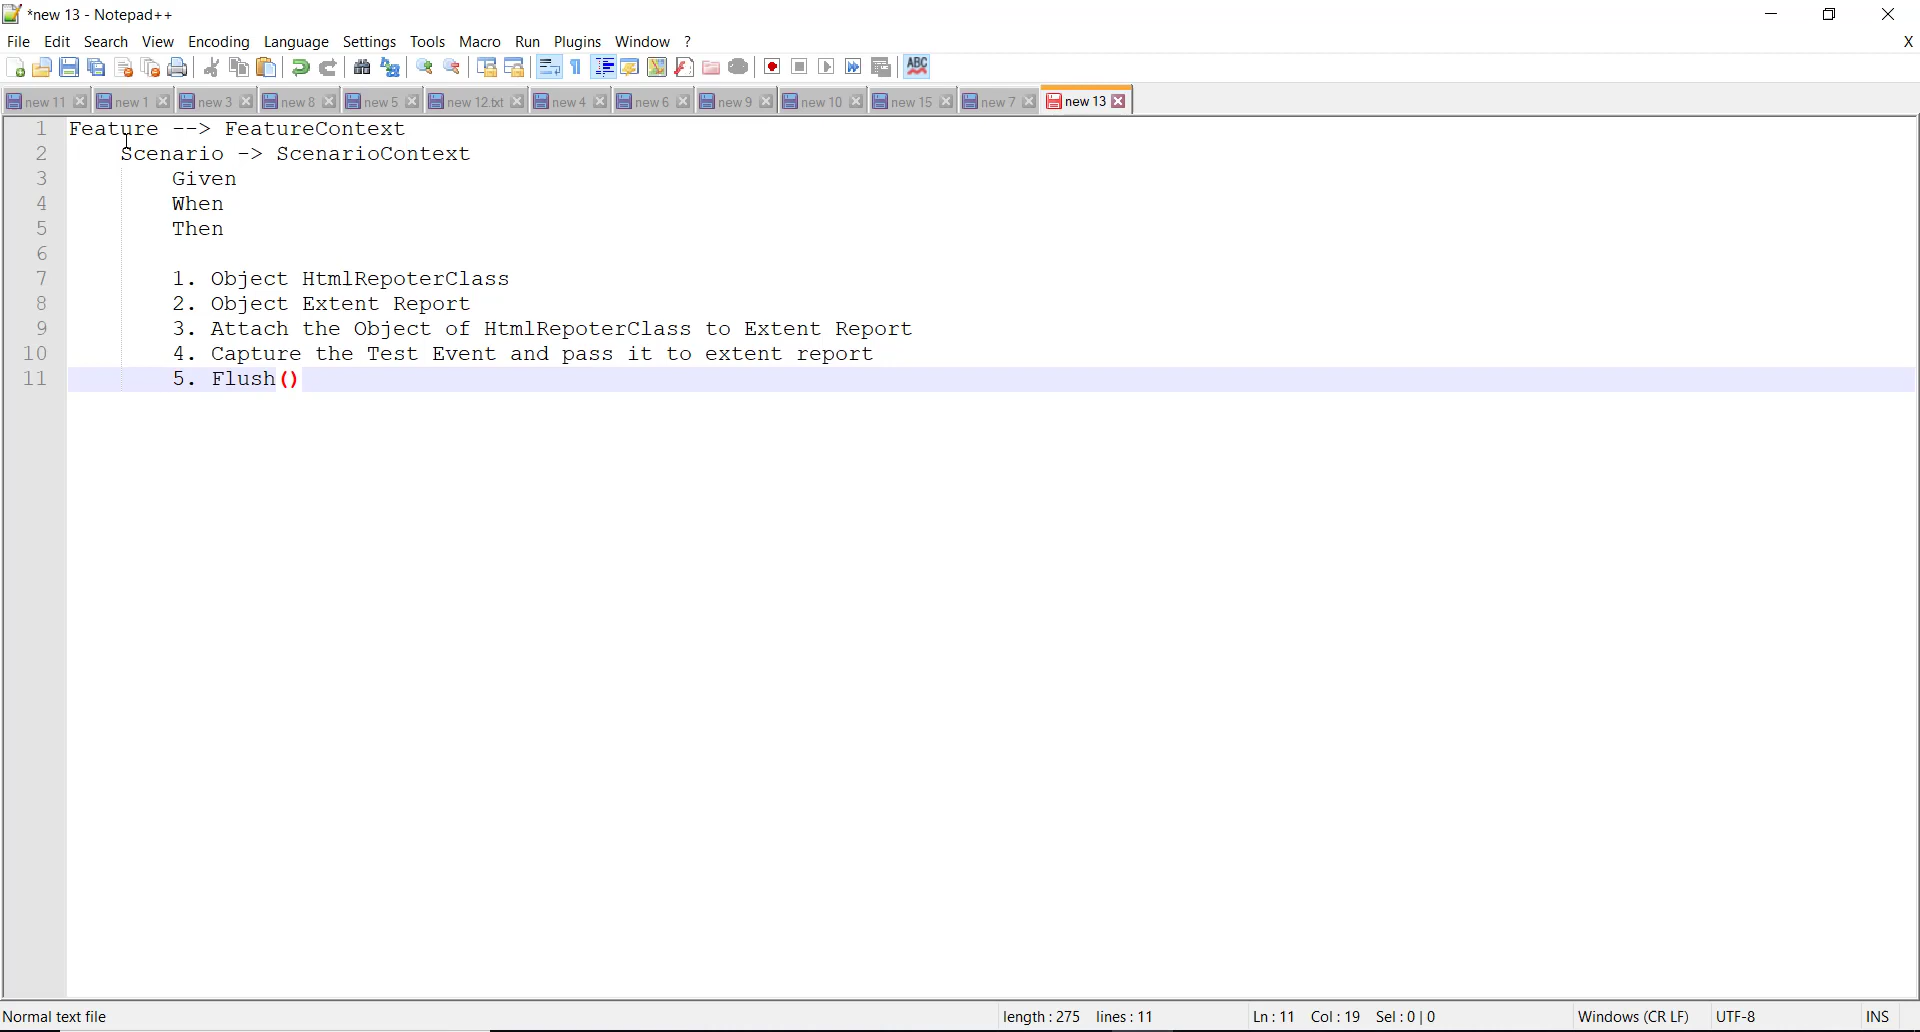 *new 13 - Notepad++
File Edit Search View Encoding Language Settings Tools Macro Run Plugins Window ? X
ABC
new 11 new 1 new 3 new 8 new 5 new 12.txt new 4 new 6 new 9 new 10 new 15 new 7 new 13
1 Feature --> FeatureContext
2 Scenario -> ScenarioContext
3 Given
4 When
5 Then
6
7 1. Object HtmlRepoterClass
8 2. Object Extent Report
9 3. Attach the Object of HtmlRepoterClass to Extent Report
10 4. Capture the Test Event and pass it to extent report
11 5. Flush()
Normal text file length : 275 lines : 11 Ln : 11 Col : 19 Sel : 0 | 0 Windows (CR LF) UTF-8 INS